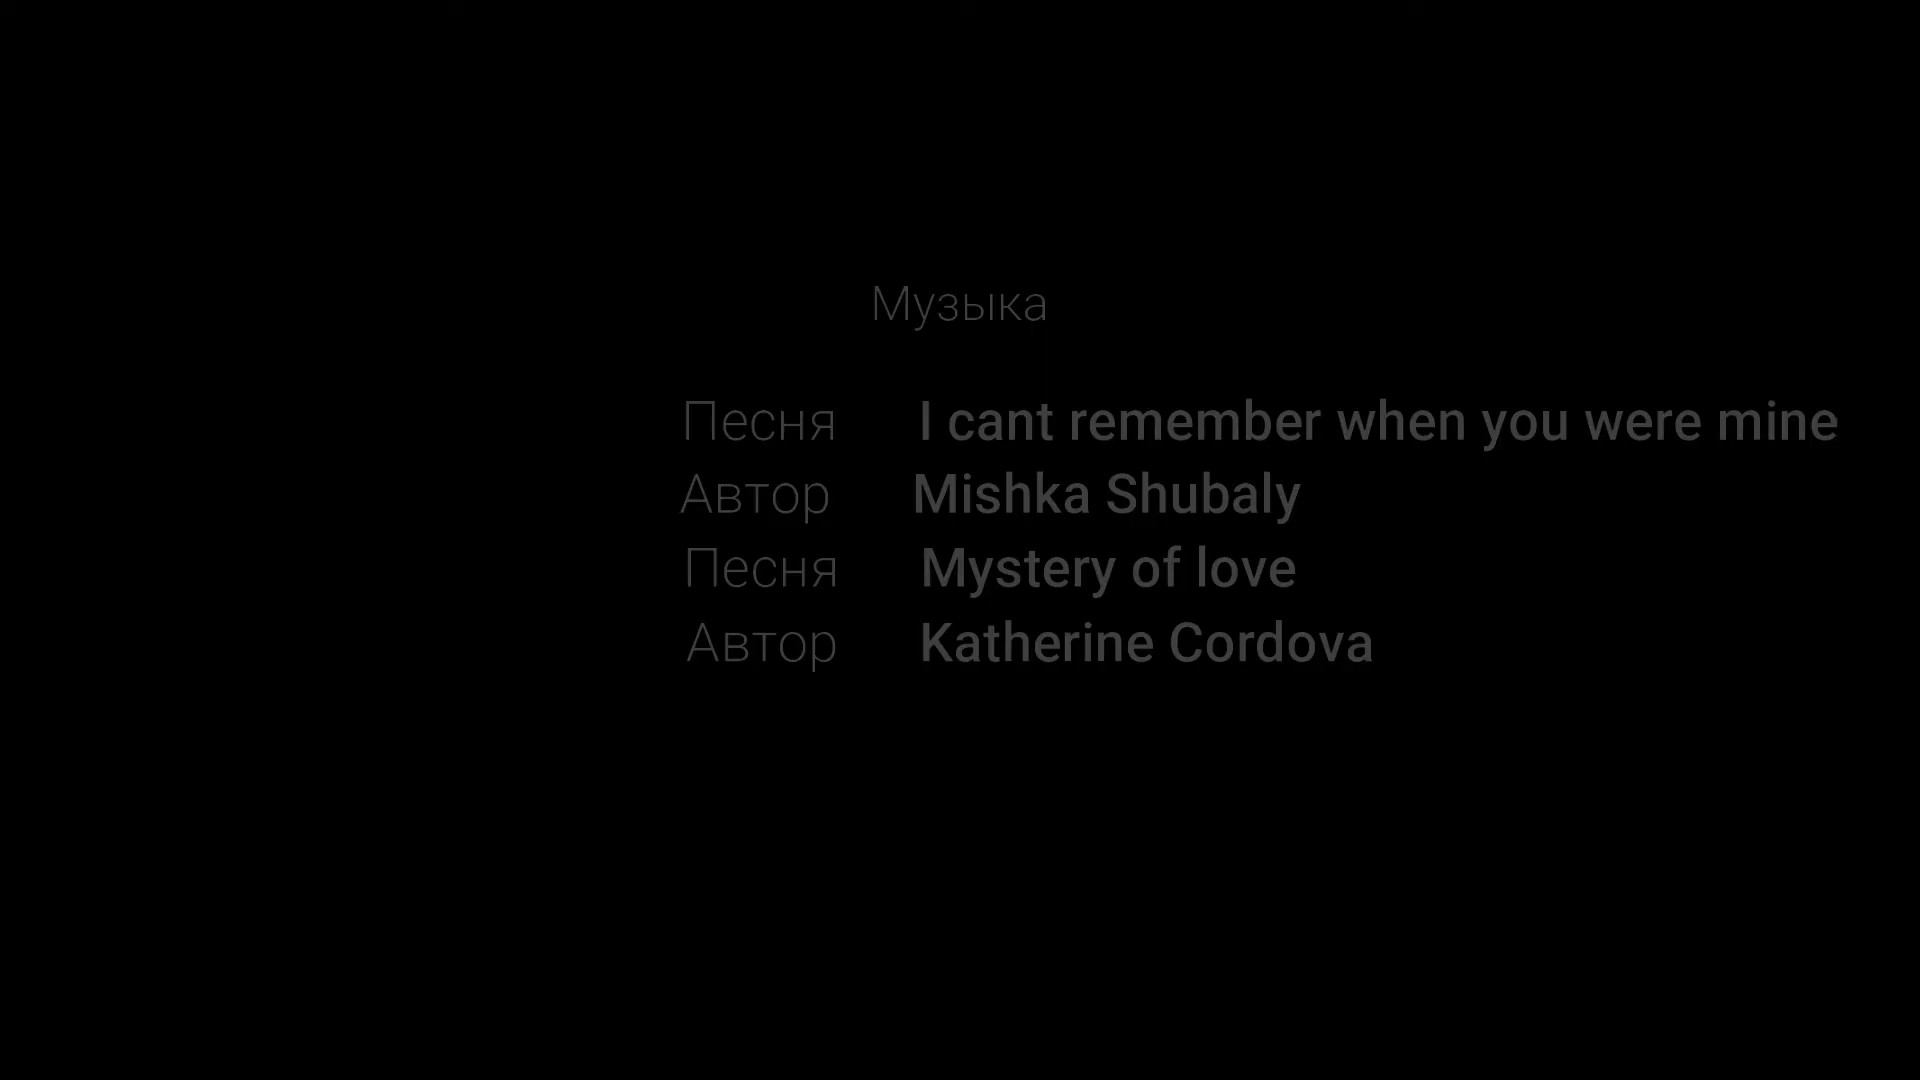 Музыка
Песня I cant remember when you were mine
Автор Mishka Shubaly
Песня Mystery of love
Автор Katherine Cordova